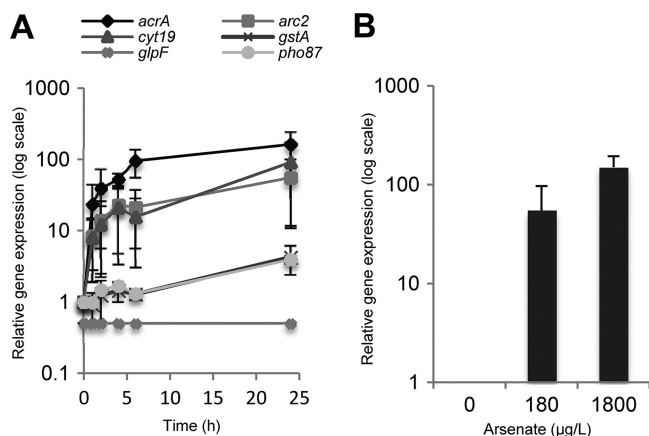 A
acrA
arc2
cyt19
gstA
glpF
pho87
Relative gene expression (log scale)
1000
100
10
1
0.1
0 5 10 15 20 25
Time (h)
B
Relative gene expression (log scale)
1000
100
10
1
0 180 1800
Arsenate (µg/L)